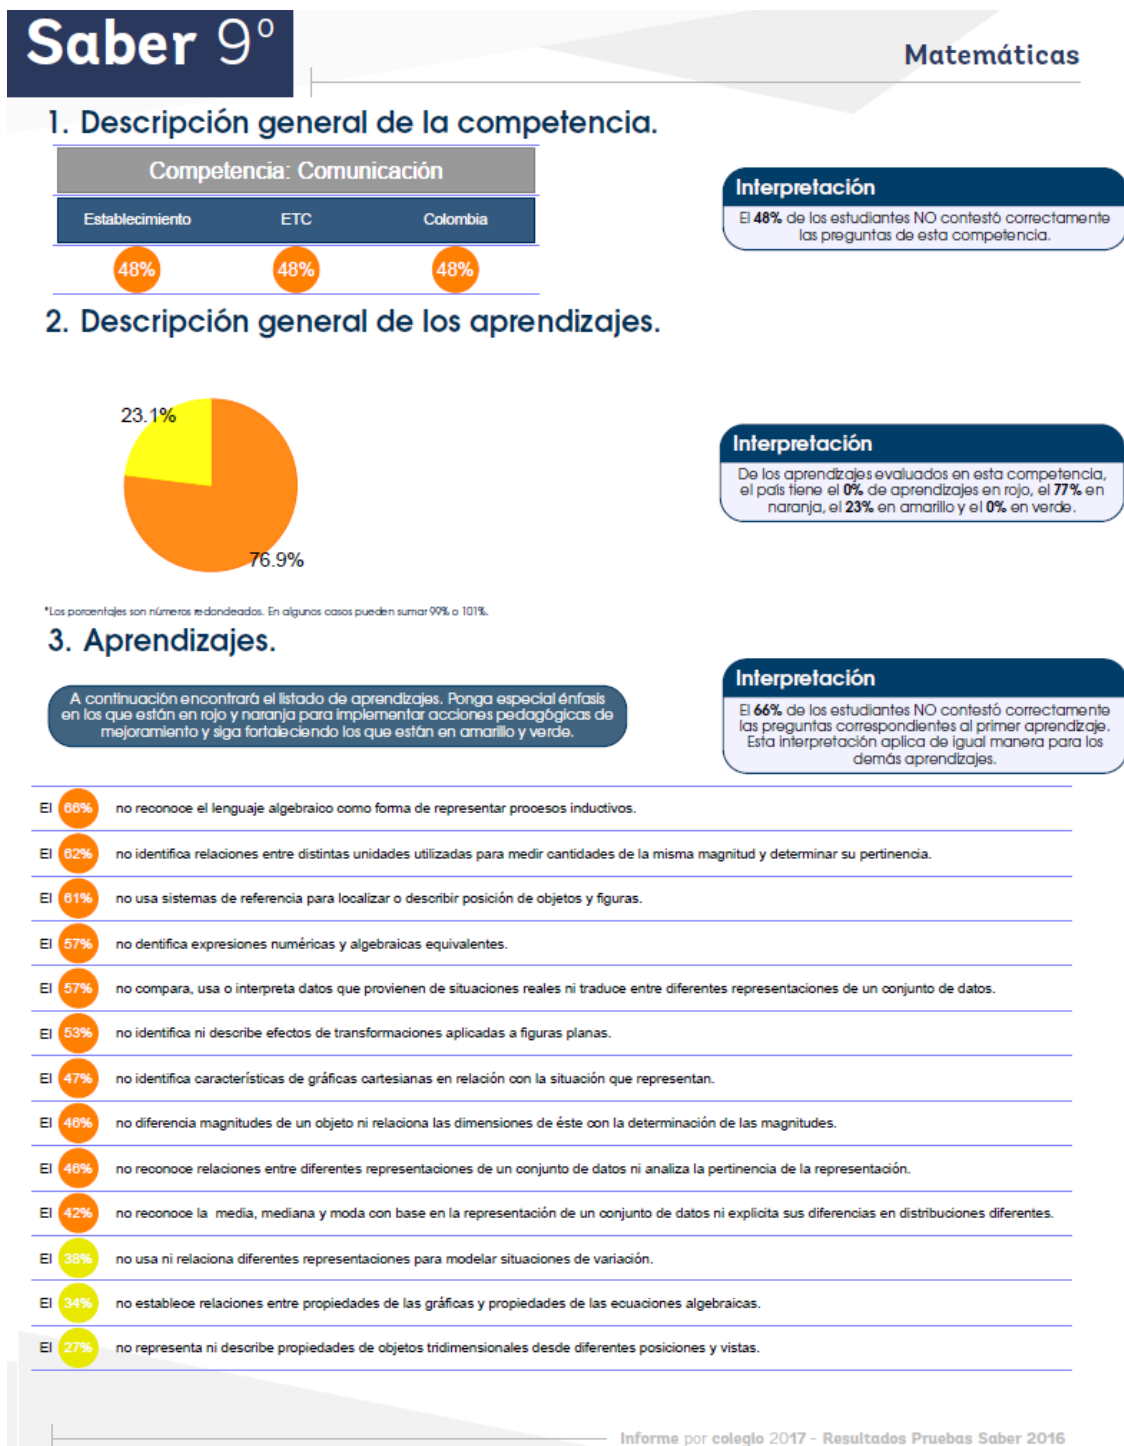 Saber 9°
Matemáticas
1. Descripción general de la competencia.
Competencia: Comunicación
Establecimiento ETC Colombia
48% 48% 48%
Interpretación
El 48% de los estudiantes NO contestó correctamente
las preguntas de esta competencia.
2. Descripción general de los aprendizajes.
23.1%
76.9%
Interpretación
De los aprendizajes evaluados en esta competencia,
el país tiene el 0% de aprendizajes en rojo, el 77% en
naranja, el 23% en amarillo y el 0% en verde.
*Los porcentajes son números redondeados. En algunos casos pueden sumar 99% o 101%.
3. Aprendizajes.
A continuación encontrará el listado de aprendizajes. Ponga especial énfasis
en los que están en rojo y naranja para implementar acciones pedagógicas de
mejoramiento y siga fortaleciendo los que están en amarillo y verde.
Interpretación
El 66% de los estudiantes NO contestó correctamente
las preguntas correspondientes al primer aprendizaje.
Esta interpretación aplica de igual manera para los
demás aprendizajes.
El 66% no reconoce el lenguaje algebraico como forma de representar procesos inductivos.
El 62% no identifica relaciones entre distintas unidades utilizadas para medir cantidades de la misma magnitud y determinar su pertinencia.
El 61% no usa sistemas de referencia para localizar o describir posición de objetos y figuras.
El 57% no dentifica expresiones numéricas y algebraicas equivalentes.
El 57% no compara, usa o interpreta datos que provienen de situaciones reales ni traduce entre diferentes representaciones de un conjunto de datos.
El 53% no identifica ni describe efectos de transformaciones aplicadas a figuras planas.
El 47% no identifica características de gráficas cartesianas en relación con la situación que representan.
El 46% no diferencia magnitudes de un objeto ni relaciona las dimensiones de éste con la determinación de las magnitudes.
El 46% no reconoce relaciones entre diferentes representaciones de un conjunto de datos ni analiza la pertinencia de la representación.
El 42% no reconoce la media, mediana y moda con base en la representación de un conjunto de datos ni explicita sus diferencias en distribuciones diferentes.
El 38% no usa ni relaciona diferentes representaciones para modelar situaciones de variación.
El 34% no establece relaciones entre propiedades de las gráficas y propiedades de las ecuaciones algebraicas.
El 27% no representa ni describe propiedades de objetos tridimensionales desde diferentes posiciones y vistas.
Informe por colegio 2017 - Resultados Pruebas Saber 2016